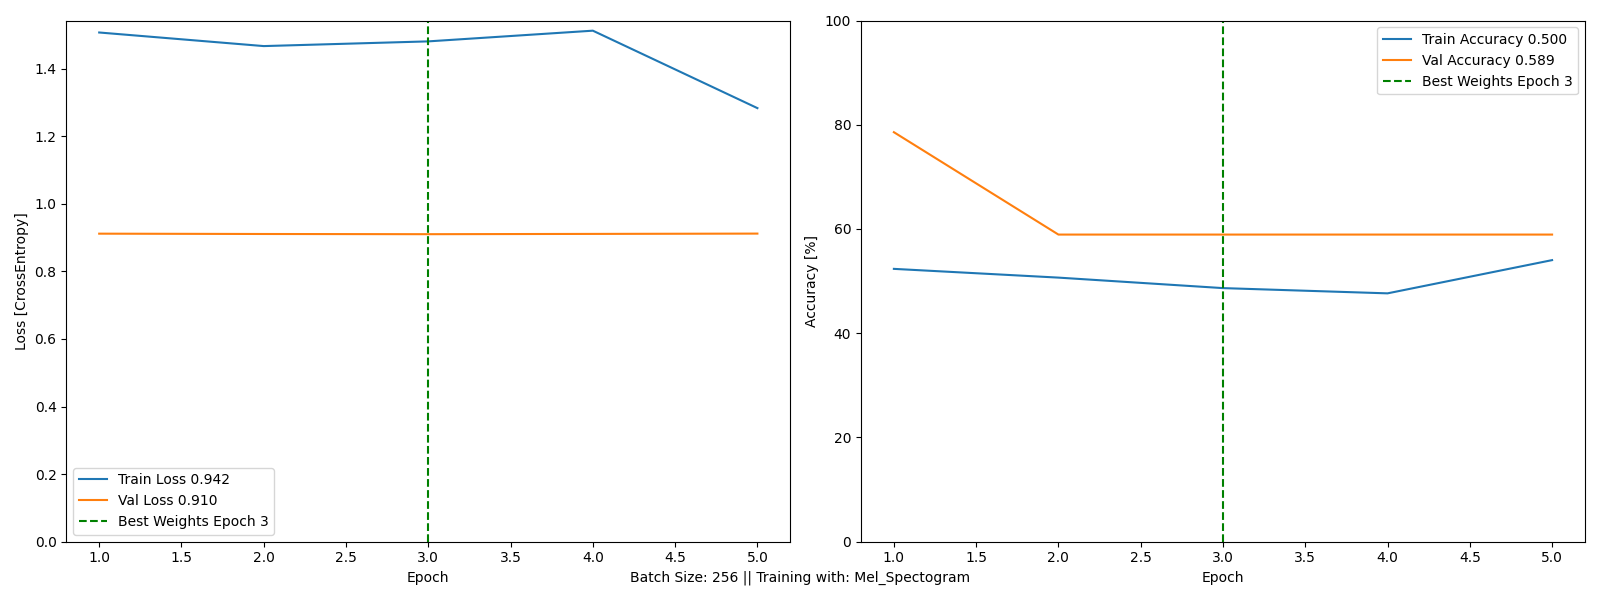 Loss [CrossEntropy]
1.4
1.2
1.0
0.8
0.6
0.4
0.2
0.0
Train Loss 0.942
Val Loss 0.910
Best Weights Epoch 3
1.0 1.5 2.0 2.5 3.0 3.5 4.0 4.5 5.0
Epoch
Accuracy [%]
100
80
60
40
20
0
Train Accuracy 0.500
Val Accuracy 0.589
Best Weights Epoch 3
1.0 1.5 2.0 2.5 3.0 3.5 4.0 4.5 5.0
Epoch
Batch Size: 256 || Training with: Mel_Spectogram